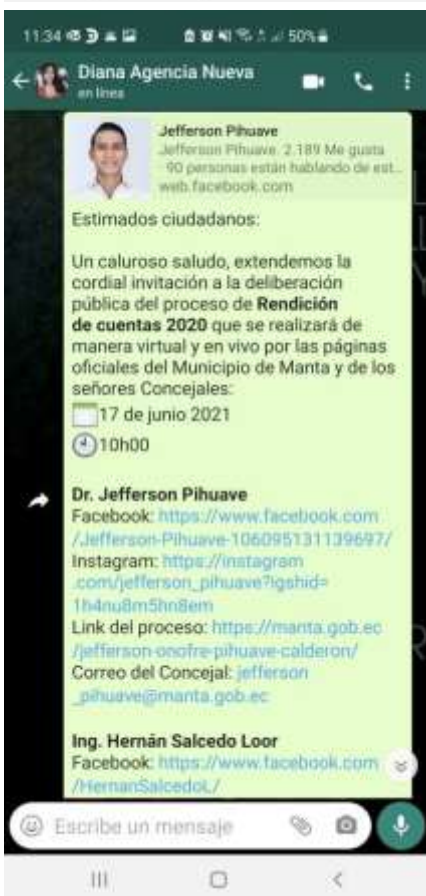 11:34
50%
Diana Agencia Nueva
en línea
Jefferson Pihuave
Jefferson Pihuave. 2.189 Me gusta
· 90 personas están hablando de est...
web.facebook.com
Estimados ciudadanos:
Un caluroso saludo, extendemos la
cordial invitación a la deliberación
pública del proceso de Rendición
de cuentas 2020 que se realizará de
manera virtual y en vivo por las páginas
oficiales del Municipio de Manta y de los
señores Concejales:
17 de junio 2021
10h00
Dr. Jefferson Pihuave
Facebook: https://www.facebook.com
/Jefferson-Pihuave-106095131139697/
Instagram: https://instagram
.com/jefferson_pihuave?igshid=
1h4nu8m5hn8em
Link del proceso: https://manta.gob.ec
/jefferson-onofre-pihuave-calderon/
Correo del Concejal: jefferson
_pihuave@manta.gob.ec
Ing. Hernán Salcedo Loor
Facebook: https://www.facebook.com
/HernanSalcedoL/
Escribe un mensaje